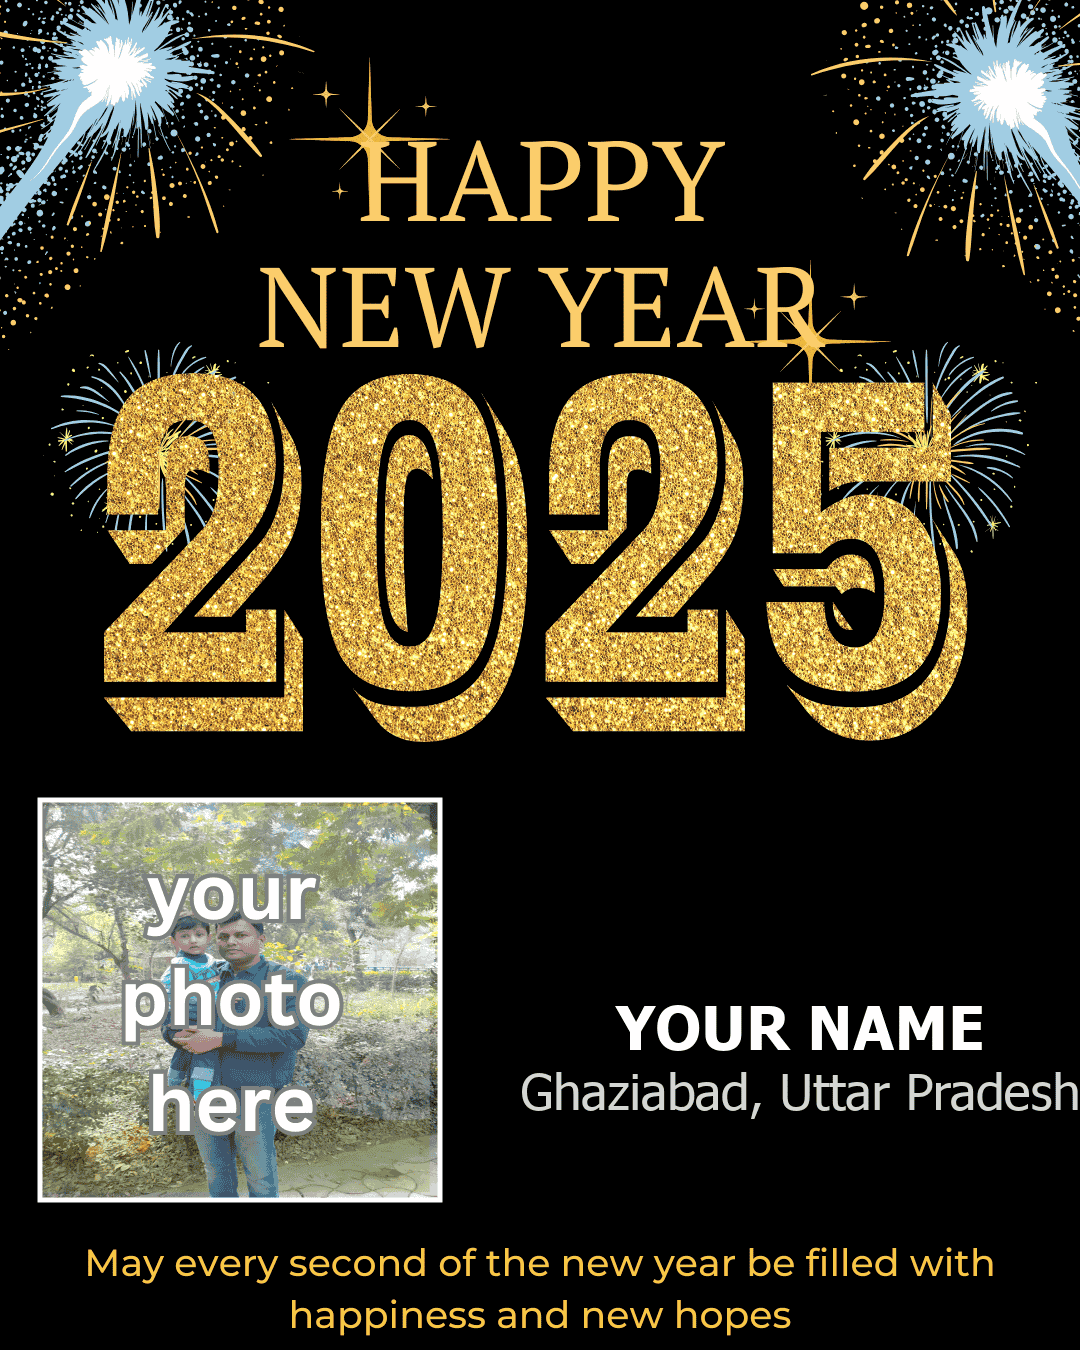 HAPPY
NEW YEAR
2025
your
photo
here
YOUR NAME
Ghaziabad, Uttar Pradesh
May every second of the new year be filled with
happiness and new hopes